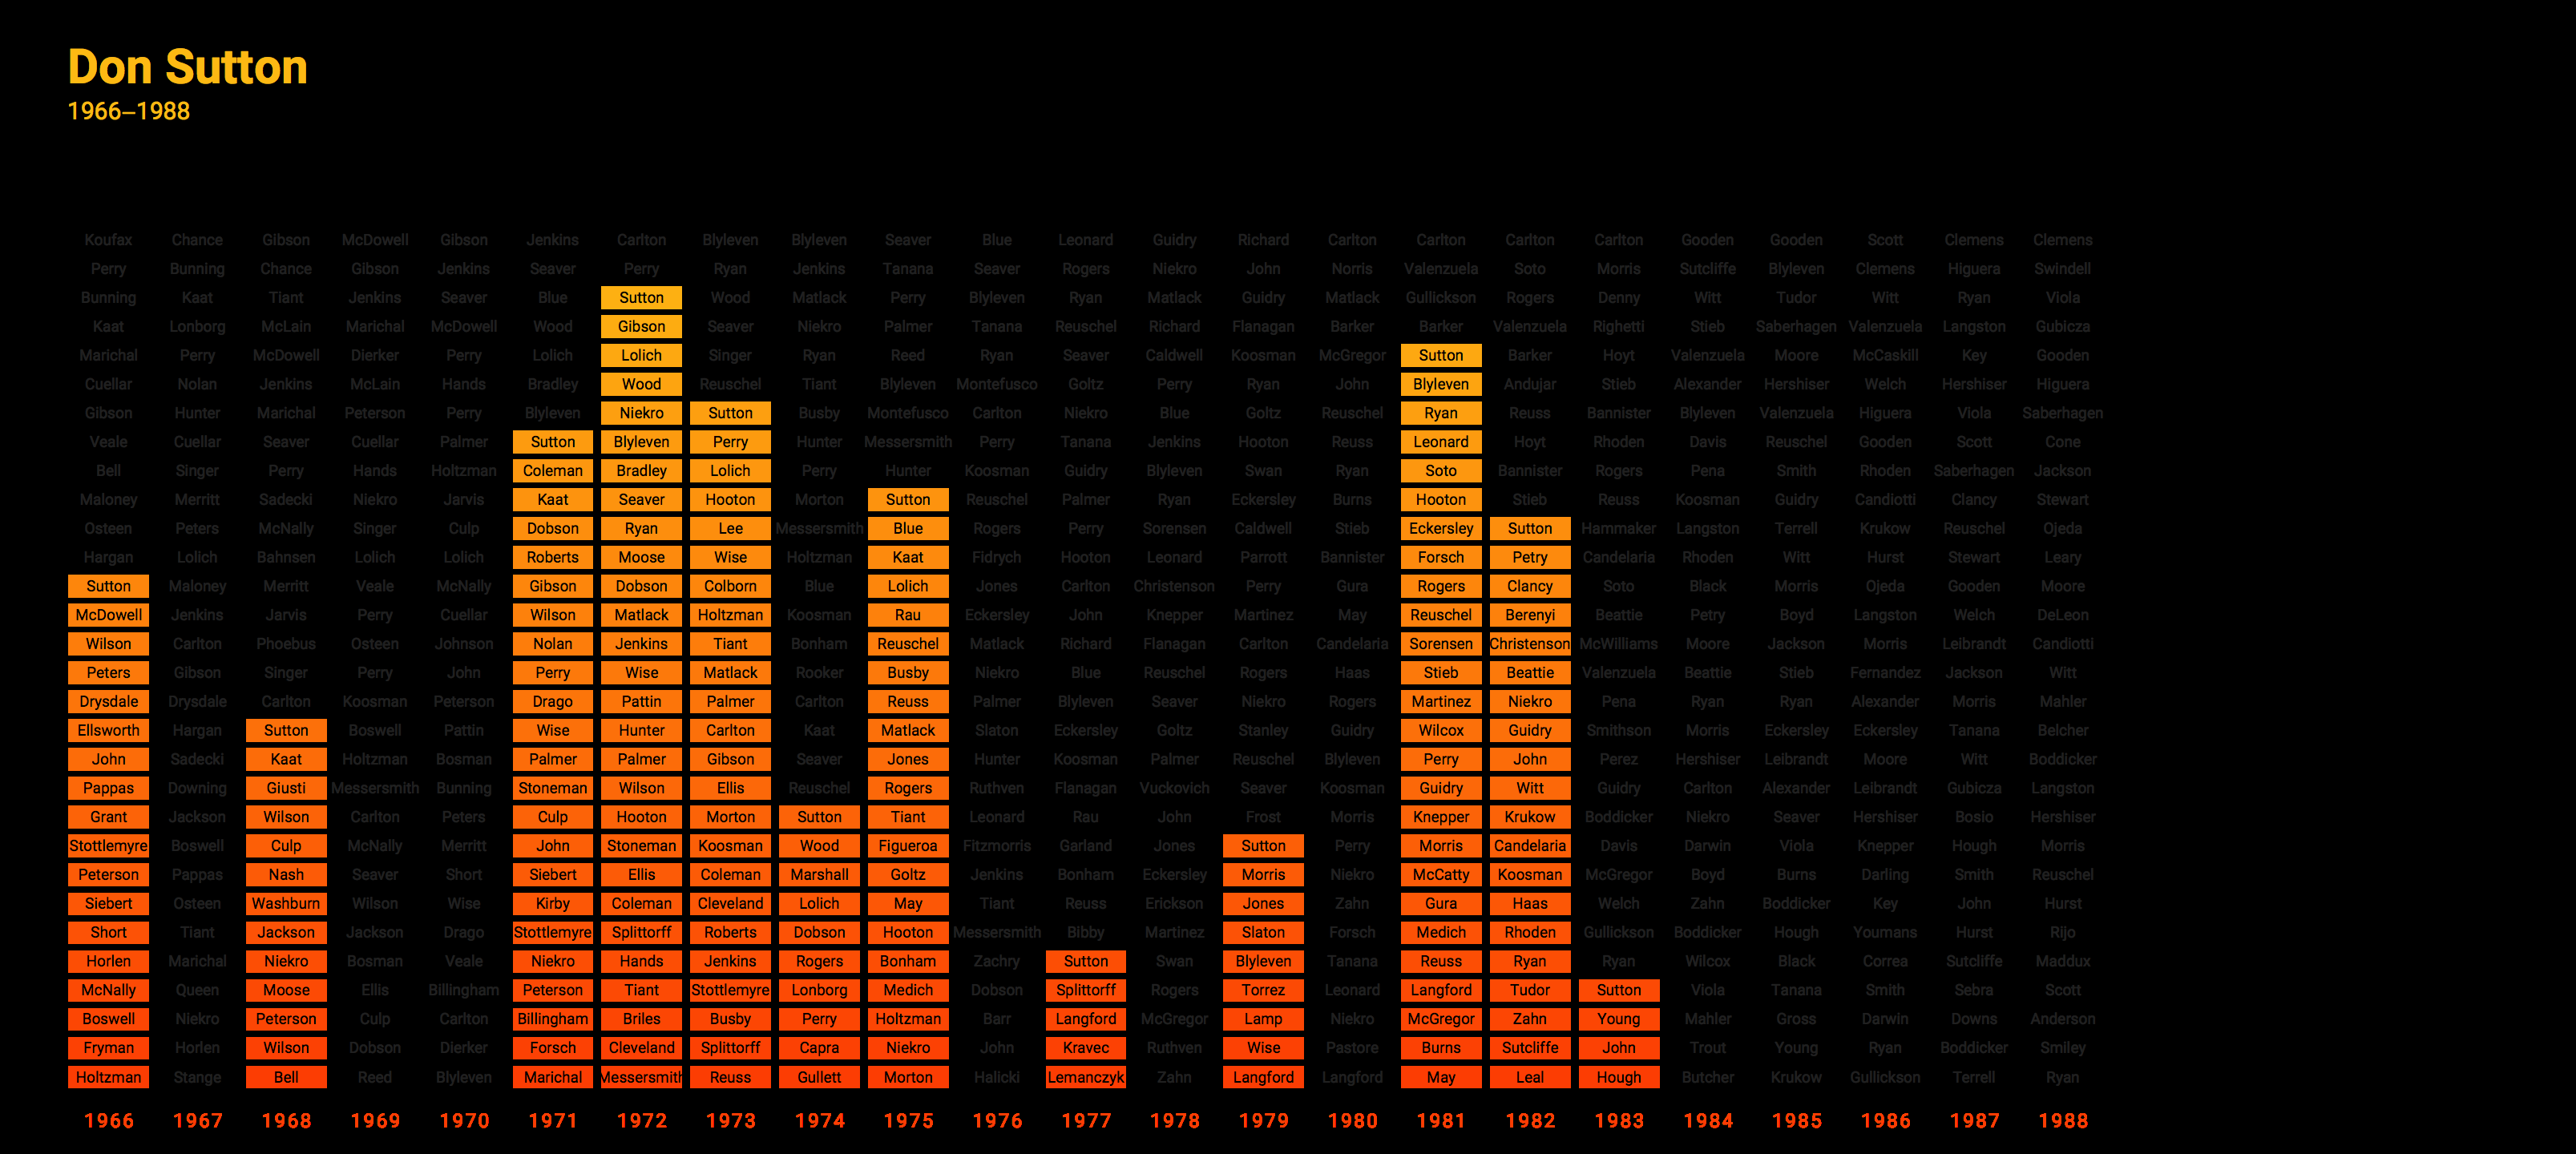 Don Sutton
1966–1988
Koufax Chance Gibson McDowell Gibson Jenkins Carlton Blyleven Blyleven Seaver Blue Leonard Guidry Richard Carlton Carlton Carlton Carlton Gooden Gooden Scott Clemens Clemens
Perry Bunning Chance Gibson Jenkins Seaver Perry Ryan Jenkins Tanana Seaver Rogers Niekro John Norris Valenzuela Soto Morris Sutcliffe Blyleven Clemens Higuera Swindell
Bunning Kaat Tiant Jenkins Seaver Blue Sutton Wood Matlack Perry Blyleven Ryan Matlack Guidry Matlack Gullickson Rogers Denny Witt Tudor Witt Ryan Viola
Kaat Lonborg McLain Marichal McDowell Wood Gibson Seaver Niekro Palmer Tanana Reuschel Richard Flanagan Barker Barker Valenzuela Righetti Stieb Saberhagen Valenzuela Langston Gubicza
Marichal Perry McDowell Dierker Perry Lolich Lolich Singer Ryan Reed Ryan Seaver Caldwell Koosman McGregor Sutton Barker Hoyt Valenzuela Moore McCaskill Key Gooden
Cuellar Nolan Jenkins McLain Hands Bradley Wood Reuschel Tiant Blyleven Montefusco Goltz Perry Ryan John Blyleven Andujar Stieb Alexander Hershiser Welch Hershiser Higuera
Gibson Hunter Marichal Peterson Perry Blyleven Niekro Sutton Busby Montefusco Carlton Niekro Blue Goltz Reuschel Ryan Reuss Bannister Blyleven Valenzuela Higuera Viola Saberhagen
Veale Cuellar Seaver Cuellar Palmer Sutton Blyleven Perry Hunter Messersmith Perry Tanana Jenkins Hooton Reuss Leonard Hoyt Rhoden Davis Reuschel Gooden Scott Cone
Bell Singer Perry Hands Holtzman Coleman Bradley Lolich Perry Hunter Koosman Guidry Blyleven Swan Ryan Soto Bannister Rogers Pena Smith Rhoden Saberhagen Jackson
Maloney Merritt Sadecki Niekro Jarvis Kaat Seaver Hooton Morton Sutton Reuschel Palmer Ryan Eckersley Burns Hooton Stieb Reuss Koosman Guidry Candiotti Clancy Stewart
Osteen Peters McNally Singer Culp Dobson Ryan Lee Messersmith Blue Rogers Perry Sorensen Caldwell Stieb Eckersley Sutton Hammaker Langston Terrell Krukow Reuschel Ojeda
Hargan Lolich Bahnsen Lolich Lolich Roberts Moose Wise Holtzman Kaat Fidrych Hooton Leonard Parrott Bannister Forsch Petry Candelaria Rhoden Witt Hurst Stewart Leary
Sutton Maloney Merritt Veale McNally Gibson Dobson Colborn Blue Lolich Jones Carlton Christenson Perry Gura Rogers Clancy Soto Black Morris Ojeda Gooden Moore
McDowell Jenkins Jarvis Perry Cuellar Wilson Matlack Holtzman Koosman Rau Eckersley John Knepper Martinez May Reuschel Berenyi Beattie Petry Boyd Langston Welch DeLeon
Wilson Carlton Phoebus Osteen Johnson Nolan Jenkins Tiant Bonham Reuschel Matlack Richard Flanagan Carlton Candelaria Sorensen Christenson McWilliams Moore Jackson Morris Leibrandt Candiotti
Peters Gibson Singer Perry John Perry Wise Matlack Rooker Busby Niekro Blue Reuschel Rogers Haas Stieb Beattie Valenzuela Beattie Stieb Fernandez Jackson Witt
Drysdale Drysdale Carlton Koosman Peterson Drago Pattin Palmer Carlton Reuss Palmer Blyleven Seaver Niekro Rogers Martinez Niekro Pena Ryan Ryan Alexander Morris Mahler
Ellsworth Hargan Sutton Boswell Pattin Wise Hunter Carlton Kaat Matlack Slaton Eckersley Goltz Stanley Guidry Wilcox Guidry Smithson Morris Eckersley Eckersley Tanana Belcher
John Sadecki Kaat Holtzman Bosman Palmer Palmer Gibson Seaver Jones Hunter Koosman Palmer Reuschel Blyleven Perry John Perez Hershiser Leibrandt Moore Witt Boddicker
Pappas Downing Giusti Messersmith Bunning Stoneman Wilson Ellis Reuschel Rogers Ruthven Flanagan Vuckovich Seaver Koosman Guidry Witt Guidry Carlton Alexander Leibrandt Gubicza Langston
Grant Jackson Wilson Carlton Peters Culp Hooton Morton Sutton Tiant Leonard Rau John Frost Morris Knepper Krukow Boddicker Niekro Seaver Hershiser Bosio Hershiser
Stottlemyre Boswell Culp McNally Merritt John Stoneman Koosman Wood Figueroa Fitzmorris Garland Jones Sutton Perry Morris Candelaria Davis Darwin Viola Knepper Hough Morris
Peterson Pappas Nash Seaver Short Siebert Ellis Coleman Marshall Goltz Jenkins Bonham Eckersley Morris Niekro McCatty Koosman McGregor Boyd Burns Darling Smith Reuschel
Siebert Osteen Washburn Wilson Wise Kirby Coleman Cleveland Lolich May Tiant Reuss Erickson Jones Zahn Gura Haas Welch Zahn Boddicker Key John Hurst
Short Tiant Jackson Jackson Drago Stottlemyre Splittorff Roberts Dobson Hooton Messersmith Bibby Martinez Slaton Forsch Medich Rhoden Gullickson Boddicker Hough Youmans Hurst Rijo
Horlen Marichal Niekro Bosman Veale Niekro Hands Jenkins Rogers Bonham Zachry Sutton Swan Blyleven Tanana Reuss Ryan Ryan Wilcox Black Correa Sutcliffe Maddux
McNally Queen Moose Ellis Billingham Peterson Tiant Stottlemyre Lonborg Medich Dobson Splittorff Rogers Torrez Leonard Langford Tudor Sutton Viola Tanana Smith Sebra Scott
Boswell Niekro Peterson Culp Carlton Billingham Briles Busby Perry Holtzman Barr Langford McGregor Lamp Niekro McGregor Zahn Young Mahler Gross Darwin Downs Anderson
Fryman Horlen Wilson Dobson Dierker Forsch Cleveland Splittorff Capra Niekro John Kravec Ruthven Wise Pastore Burns Sutcliffe John Trout Young Ryan Boddicker Smiley
Holtzman Stange Bell Reed Blyleven Marichal Messersmith Reuss Gullett Morton Halicki Lemanczyk Zahn Langford Langford May Leal Hough Butcher Krukow Gullickson Terrell Ryan
1966 1967 1968 1969 1970 1971 1972 1973 1974 1975 1976 1977 1978 1979 1980 1981 1982 1983 1984 1985 1986 1987 1988